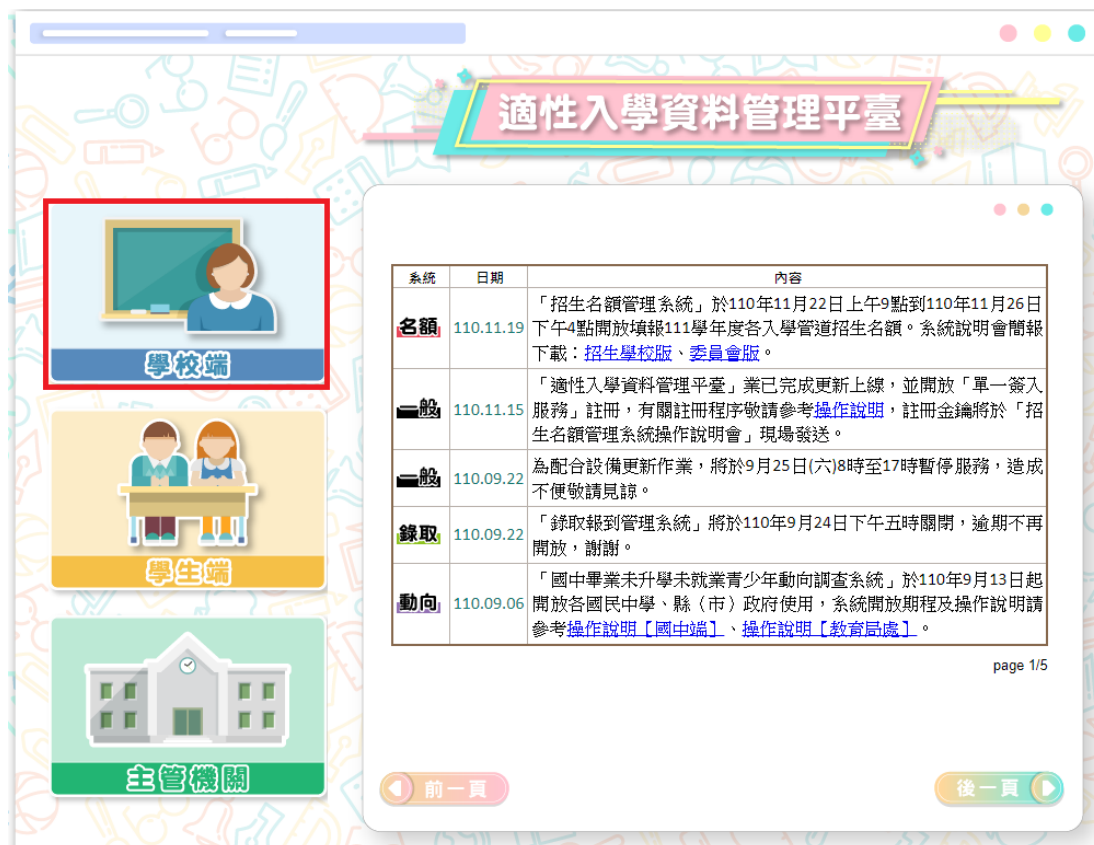 適性入學資料管理平臺
學校端
學生端
主管機關
系統 日期 內容
名額 110.11.19 「招生名額管理系統」於110年11月22日上午9點到110年11月26日
下午4點開放填報111學年度各入學管道招生名額。系統說明會簡報
下載：招生學校版、委員會版。
一般 110.11.15 「適性入學資料管理平臺」業已完成更新上線，並開放「單一簽入
服務」註冊，有關註冊程序敬請參考操作說明，註冊金鑰將於「招
生名額管理系統操作說明會」現場發送。
一般 110.09.22 為配合設備更新作業，將於9月25日(六)8時至17時暫停服務，造成
不便敬請見諒。
錄取 110.09.22 「錄取報到管理系統」將於110年9月24日下午五時關閉，逾期不再
開放，謝謝。
動向 110.09.06 「國中畢業未升學未就業青少年動向調查系統」於110年9月13日起
開放各國民中學、縣（市）政府使用，系統開放期程及操作說明請
參考操作說明【國中端】、操作說明【教育局處】。
page 1/5
前一頁
後一頁